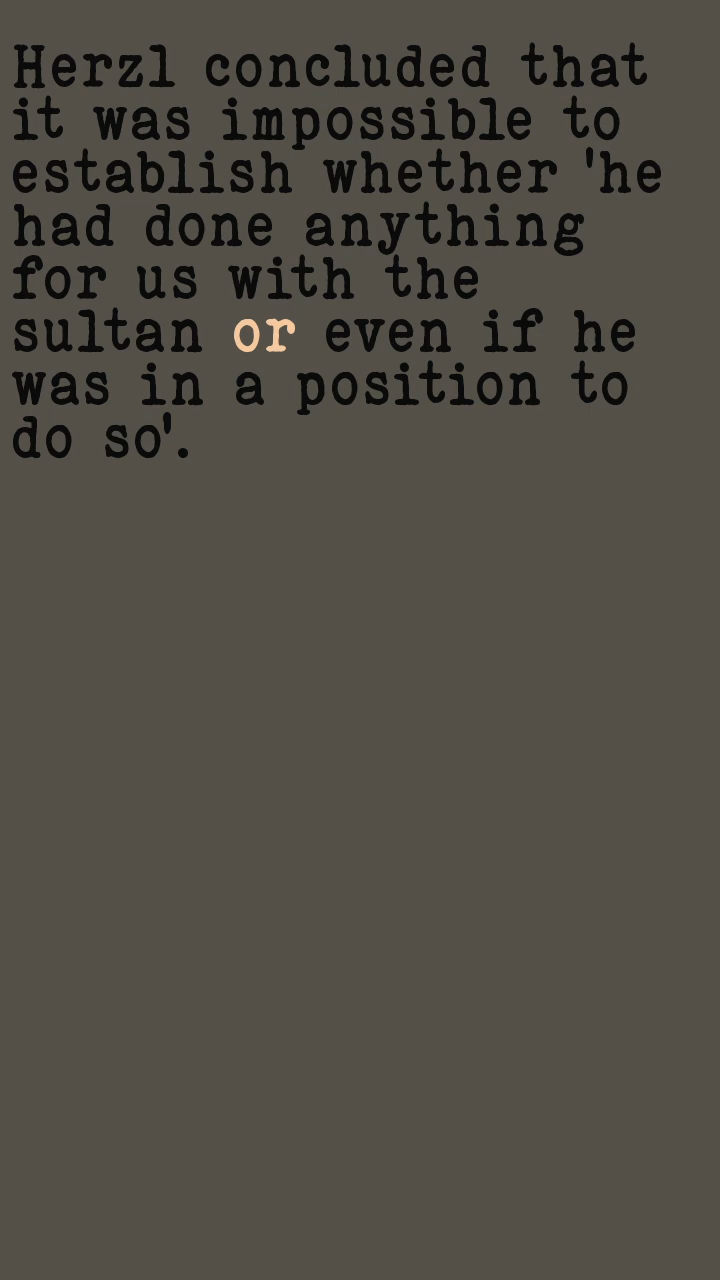 Herzl concluded that
it was impossible to
establish whether 'he
had done anything
for us with the
sultan or even if he
was in a position to
do so'.